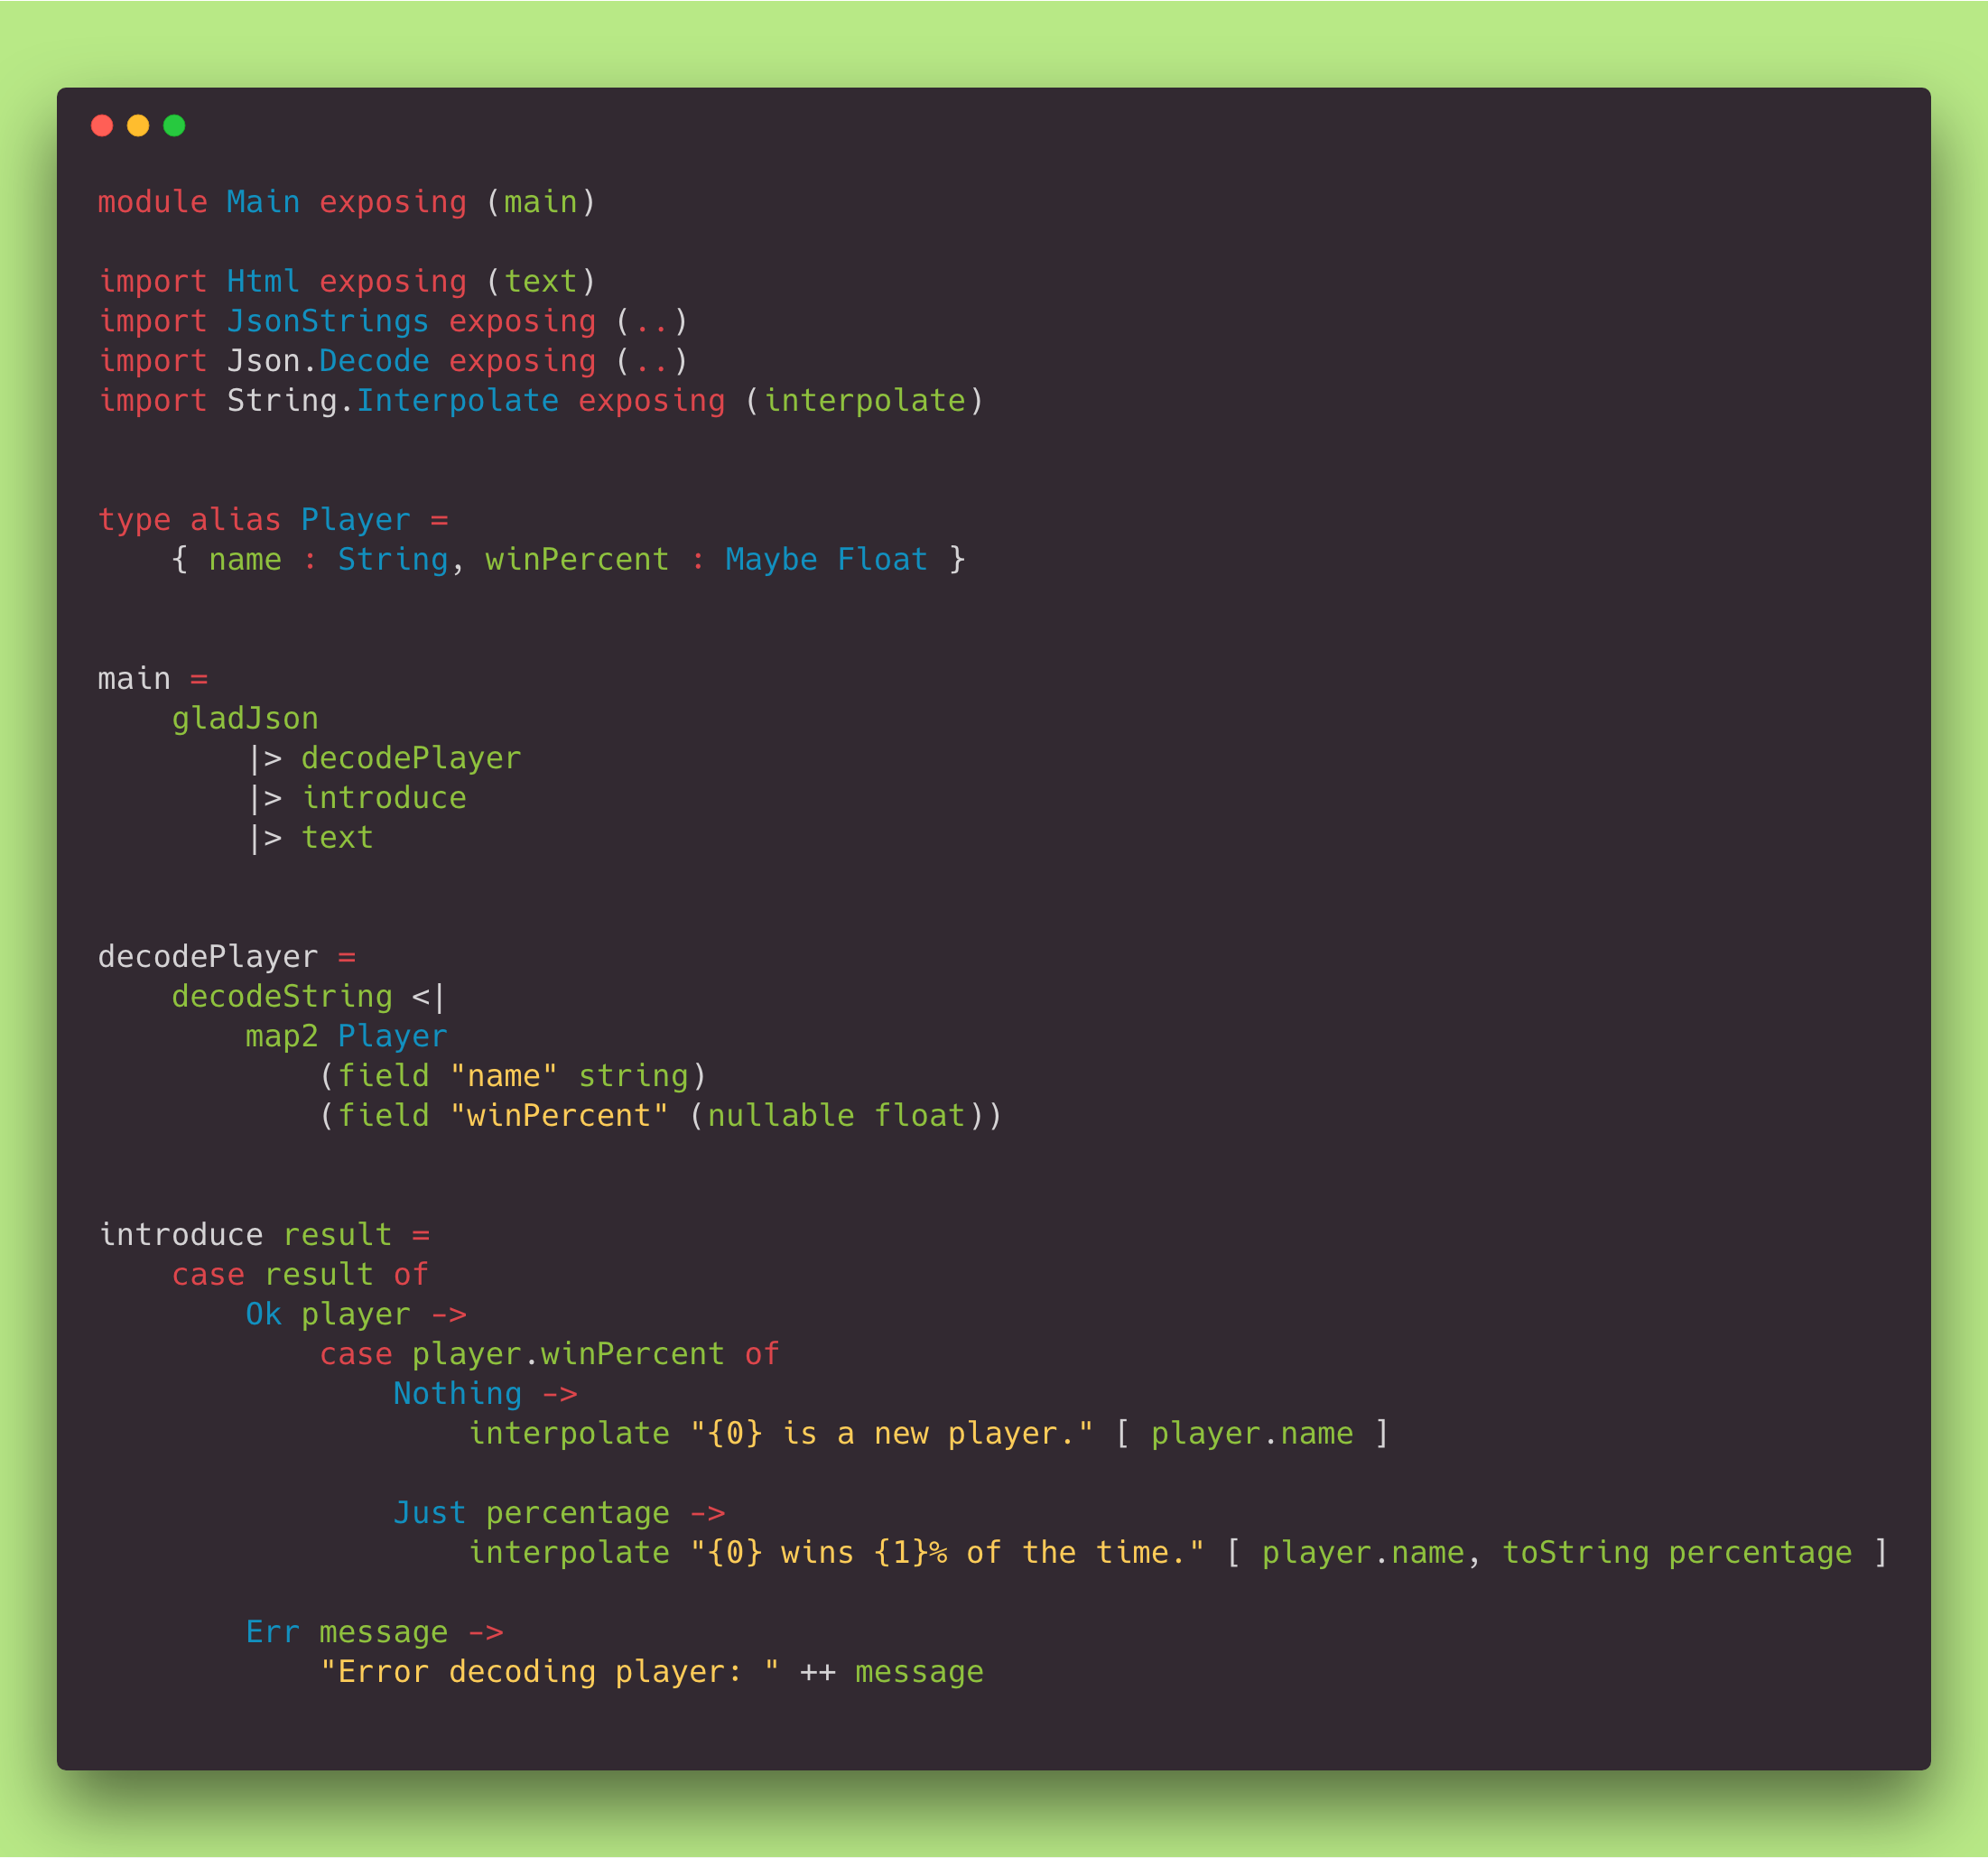 module Main exposing (main)

import Html exposing (text)
import JsonStrings exposing (..)
import Json.Decode exposing (..)
import String.Interpolate exposing (interpolate)


type alias Player =
    { name : String, winPercent : Maybe Float }


main =
    gladJson
        |> decodePlayer
        |> introduce
        |> text


decodePlayer =
    decodeString <|
        map2 Player
            (field "name" string)
            (field "winPercent" (nullable float))


introduce result =
    case result of
        Ok player ->
            case player.winPercent of
                Nothing ->
                    interpolate "{0} is a new player." [ player.name ]

                Just percentage ->
                    interpolate "{0} wins {1}% of the time." [ player.name, toString percentage ]

        Err message ->
            "Error decoding player: " ++ message